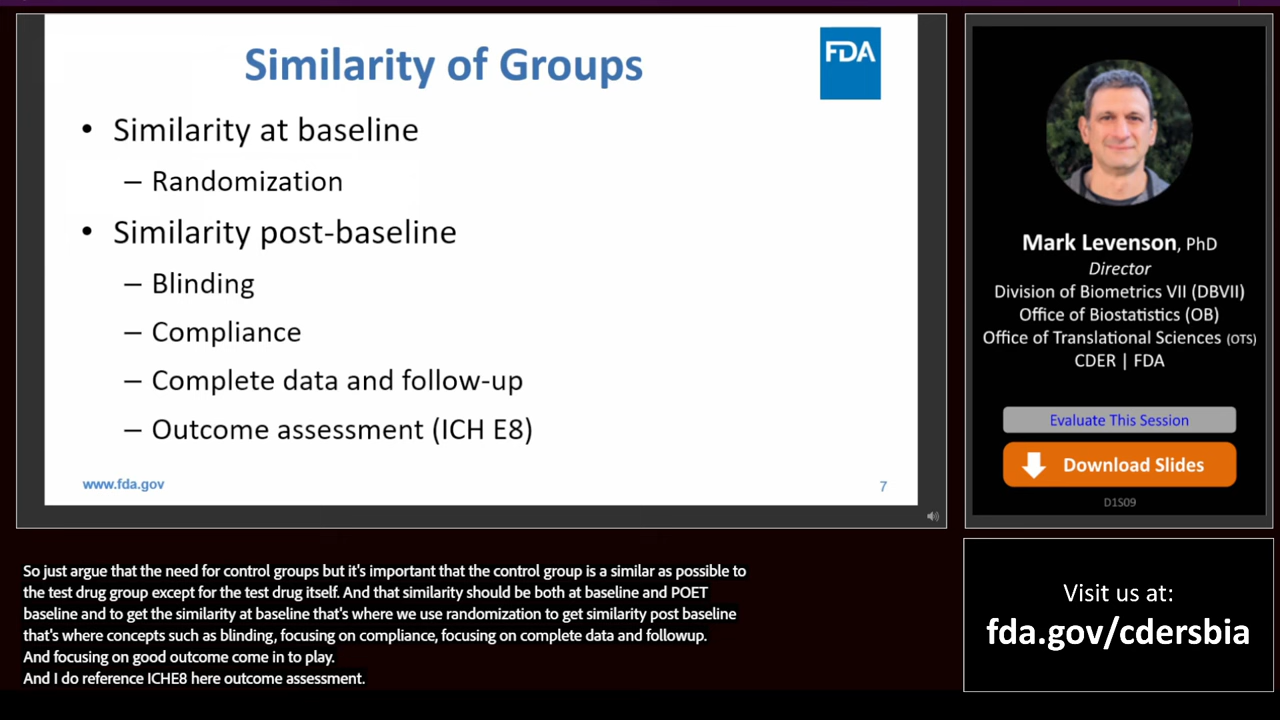 Similarity of Groups
FDA
• Similarity at baseline
– Randomization
• Similarity post-baseline
– Blinding
– Compliance
– Complete data and follow-up
– Outcome assessment (ICH E8)
www.fda.gov
7
Mark Levenson, PhD
Director
Division of Biometrics VII (DBVII)
Office of Biostatistics (OB)
Office of Translational Sciences (OTS)
CDER | FDA
Evaluate This Session
Download Slides
D1S09
So just argue that the need for control groups but it's important that the control group is a similar as possible to
the test drug group except for the test drug itself. And that similarity should be both at baseline and POET
baseline and to get the similarity at baseline that's where we use randomization to get similarity post baseline
that's where concepts such as blinding, focusing on compliance, focusing on complete data and followup.
And focusing on good outcome come in to play.
And I do reference ICHE8 here outcome assessment.
Visit us at:
fda.gov/cdersbia